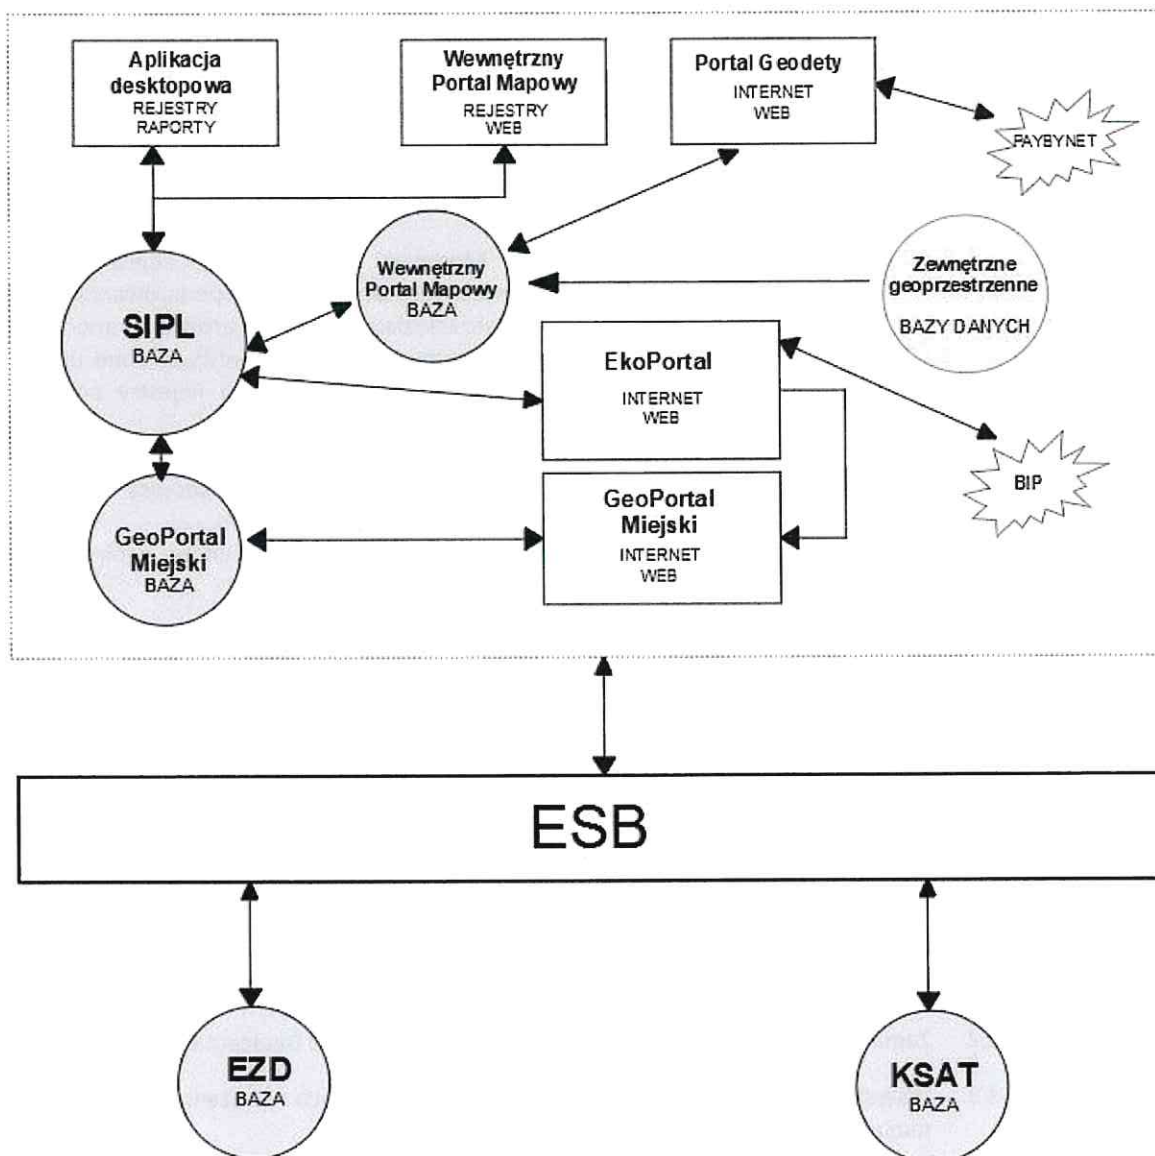 Aplikacja
desktopowa
REJESTRY
RAPORTY
Wewnętrzny
Portal Mapowy
REJESTRY
WEB
Portal Geodety
INTERNET
WEB
PAYBYNET
SIPL
BAZA
Wewnętrzny
Portal Mapowy
BAZA
Zewnętrzne
geoprzestrzenne
BAZY DANYCH
EkoPortal
INTERNET
WEB
BIP
GeoPortal
Miejski
BAZA
GeoPortal
Miejski
INTERNET
WEB
ESB
EZD
BAZA
KSAT
BAZA